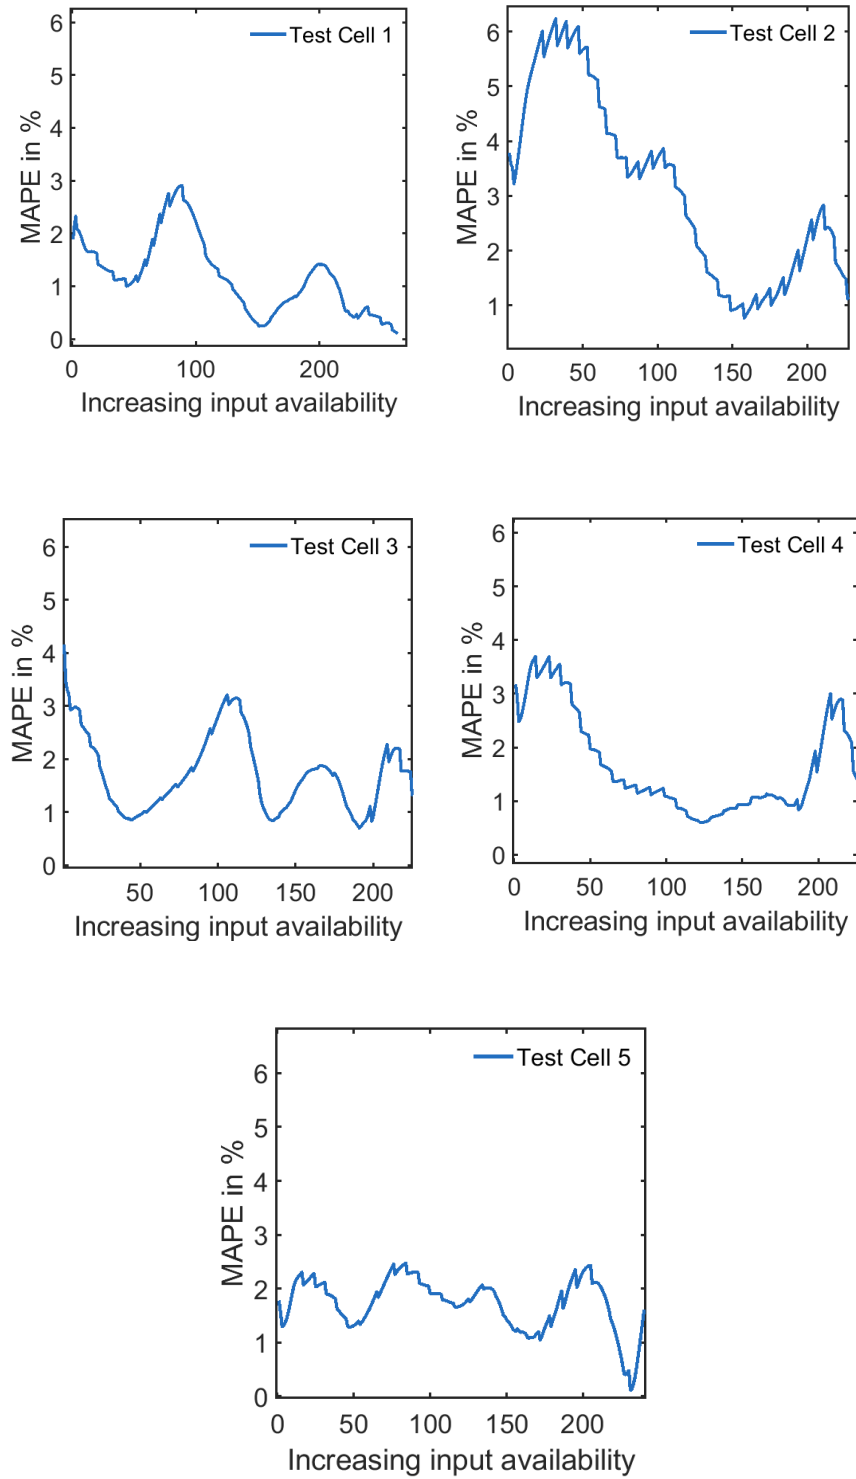 Test Cell 1
6
5
4
3
2
1
0
MAPE in %
0 100 200
Increasing input availability
Test Cell 2
6
5
4
3
2
1
MAPE in %
0 50 100 150 200
Increasing input availability
Test Cell 3
6
5
4
3
2
1
0
MAPE in %
50 100 150 200
Increasing input availability
Test Cell 4
6
5
4
3
2
1
0
MAPE in %
0 50 100 150 200
Increasing input availability
Test Cell 5
6
5
4
3
2
1
0
MAPE in %
0 50 100 150 200
Increasing input availability